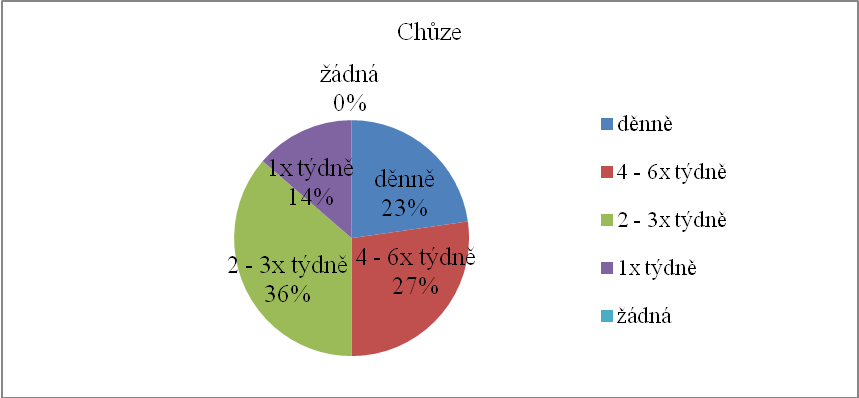 Chůze
žádná
0%
děnně
23%
4 - 6x týdně
27%
2 - 3x týdně
36%
1x týdně
14%
děnně
4 - 6x týdně
2 - 3x týdně
1x týdně
žádná